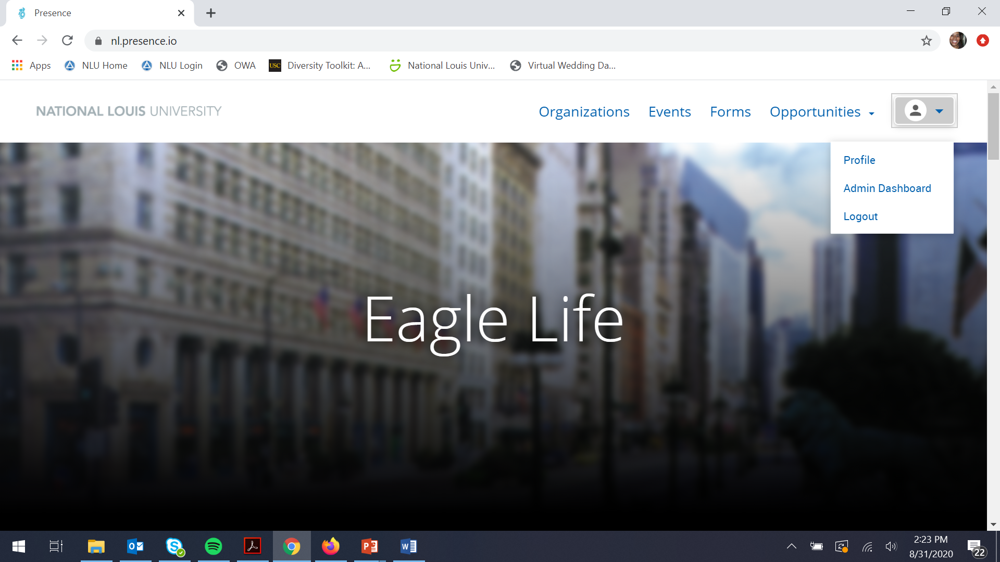 Presence
nl.presence.io
Apps NLU Home NLU Login OWA USC Diversity Toolkit: A... National Louis Univ... Virtual Wedding Da...
NATIONAL LOUIS UNIVERSITY
Organizations Events Forms Opportunities
Profile
Admin Dashboard
Logout
Eagle Life
2:23 PM
8/31/2020
22